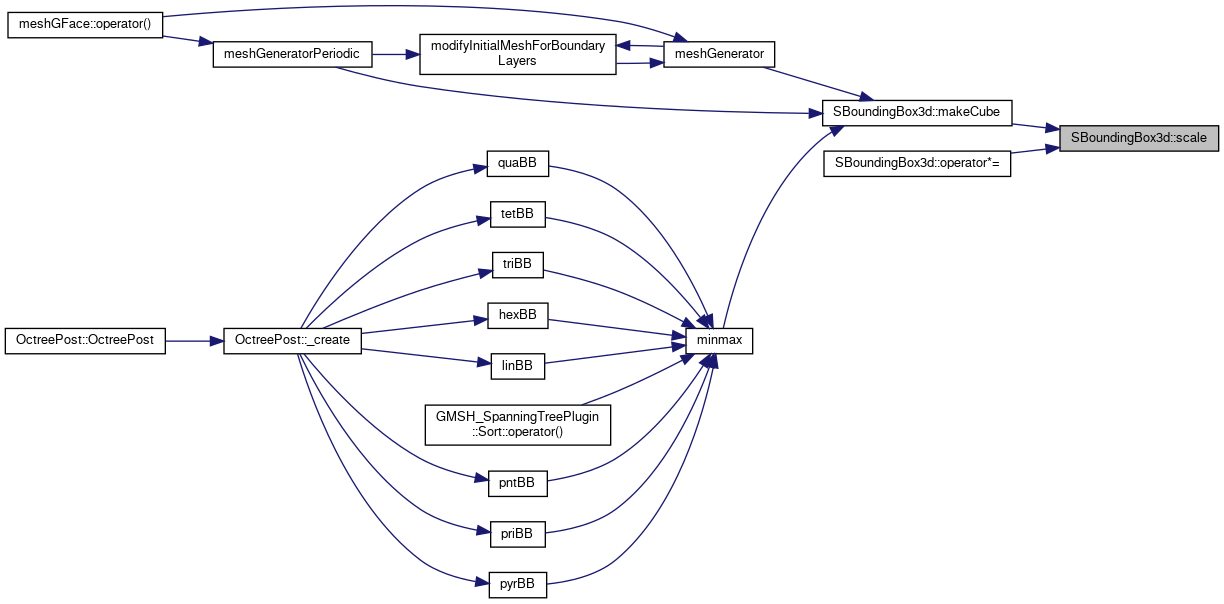 meshGFace::operator()
meshGeneratorPeriodic
modifyInitialMeshForBoundary
Layers
meshGenerator
SBoundingBox3d::makeCube
SBoundingBox3d::scale
SBoundingBox3d::operator*=
quaBB
tetBB
triBB
hexBB
linBB
GMSH_SpanningTreePlugin
::Sort::operator()
pntBB
priBB
pyrBB
minmax
OctreePost::OctreePost
OctreePost::_create